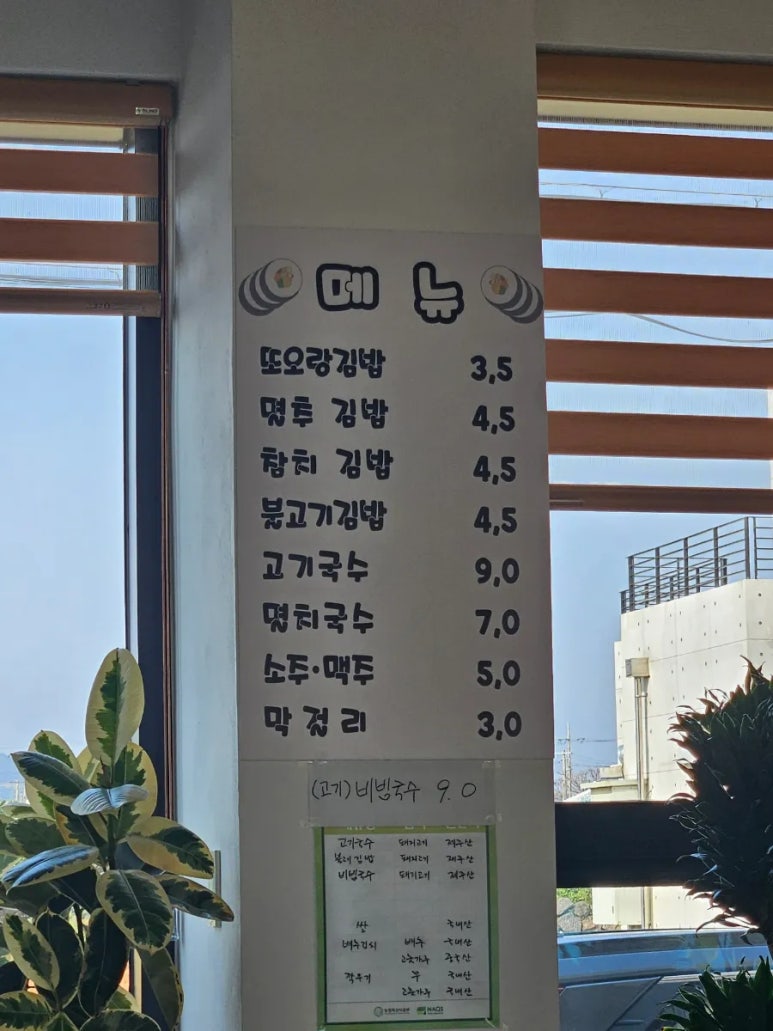 메뉴
또오랑김밥 3,5
명추 김밥 4,5
참치 김밥 4,5
불고기김밥 4,5
고기국수 9,0
멸치국수 7,0
소주·맥주 5,0
막걸리 3,0
(고기)비빔국수 9.0
고기국수 돼지고기 제주산
김밥 돼지고기 제주산
비빔국수 돼지고기 제주산
쌀 국내산
배추김치 배추 국내산
고춧가루 중국산
깍두기 무 국내산
고춧가루 국내산
NAQS